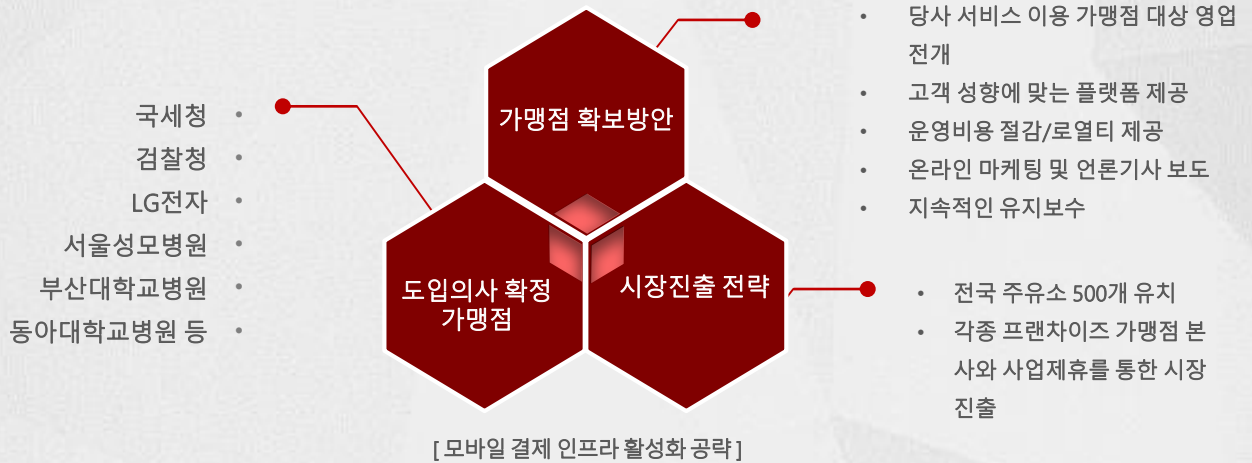 당사 서비스 이용 가맹점 대상 영업
전개
고객 성향에 맞는 플랫폼 제공
운영비용 절감/로열티 제공
온라인 마케팅 및 언론기사 보도
지속적인 유지보수
가맹점 확보방안
국세청
검찰청
LG전자
서울성모병원
부산대학교병원
동아대학교병원 등
도입의사 확정
가맹점
시장진출 전략
전국 주유소 500개 유치
각종 프랜차이즈 가맹점 본
사와 사업제휴를 통한 시장
진출
[ 모바일 결제 인프라 활성화 공략 ]